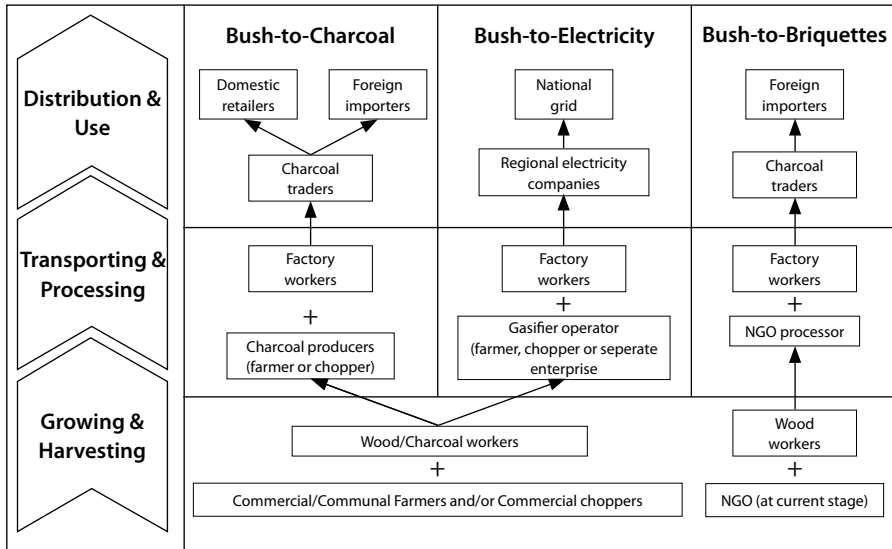 Bush-to-Charcoal
Bush-to-Electricity
Bush-to-Briquettes
Distribution &
Use
Domestic
retailers
Foreign
importers
National
grid
Foreign
importers
Charcoal
traders
Regional electricity
companies
Charcoal
traders
Transporting &
Processing
Factory
workers
Factory
workers
Factory
workers
+
+
+
Charcoal producers
(farmer or chopper)
Gasifier operator
(farmer, chopper or seperate
enterprise
NGO processor
Growing &
Harvesting
Wood/Charcoal workers
Wood
workers
+
+
Commercial/Communal Farmers and/or Commercial choppers
NGO (at current stage)